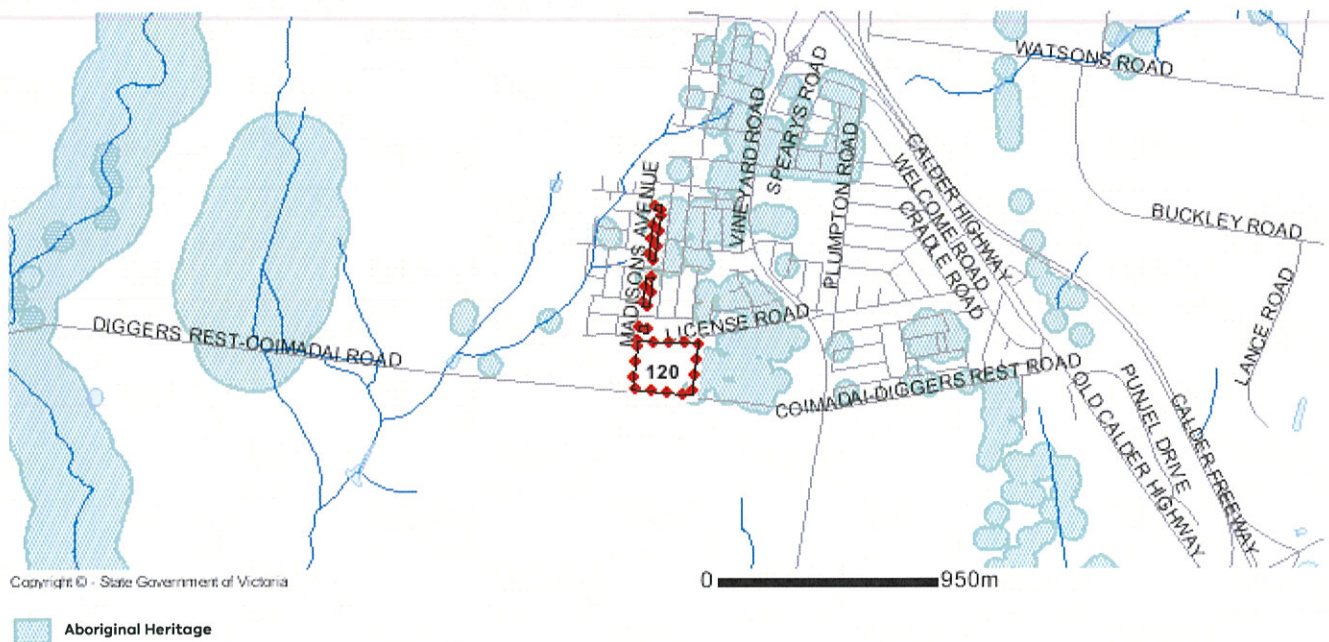 WATSONS ROAD
SPEARYS ROAD
VINEYARD ROAD
CALDER HIGHWAY
PLUMPTON ROAD
WELCOME ROAD
CRADLE ROAD
MADISONS AVENUE
BUCKLEY ROAD
LANCE ROAD
LICENSE ROAD
DIGGERS REST-COIMADAI ROAD
120
COIMADAI-DIGGERS REST ROAD
OLD CALDER HIGHWAY
PUNJEL DRIVE
CALDER FREEWAY
Copyright © - State Government of Victoria
0 950m
Aboriginal Heritage